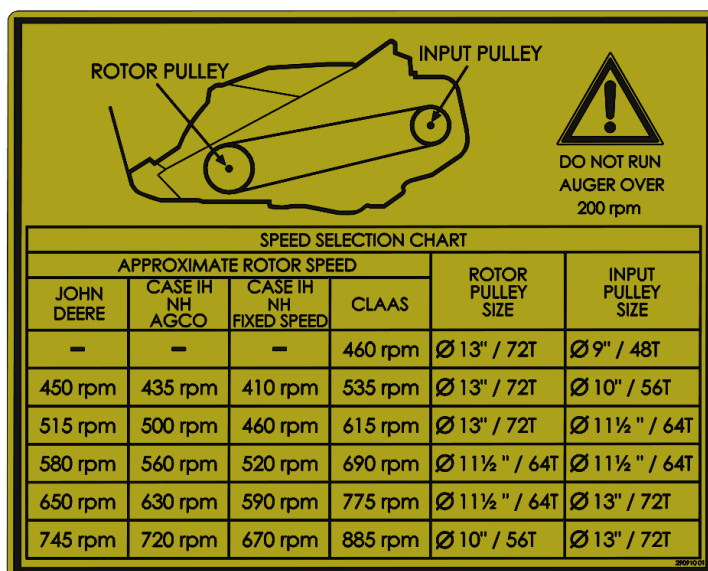 ROTOR PULLEY
INPUT PULLEY
DO NOT RUN
AUGER OVER
200 rpm
SPEED SELECTION CHART
APPROXIMATE ROTOR SPEED
JOHN
DEERE
CASE IH
NH
AGCO
CASE IH
NH
FIXED SPEED
CLAAS
ROTOR
PULLEY
SIZE
INPUT
PULLEY
SIZE
– – – 460 rpm Ø 13" / 72T Ø 9" / 48T
450 rpm 435 rpm 410 rpm 535 rpm Ø 13" / 72T Ø 10" / 56T
515 rpm 500 rpm 460 rpm 615 rpm Ø 13" / 72T Ø 11½ " / 64T
580 rpm 560 rpm 520 rpm 690 rpm Ø 11½ " / 64T Ø 11½ " / 64T
650 rpm 630 rpm 590 rpm 775 rpm Ø 11½ " / 64T Ø 13" / 72T
745 rpm 720 rpm 670 rpm 885 rpm Ø 10" / 56T Ø 13" / 72T